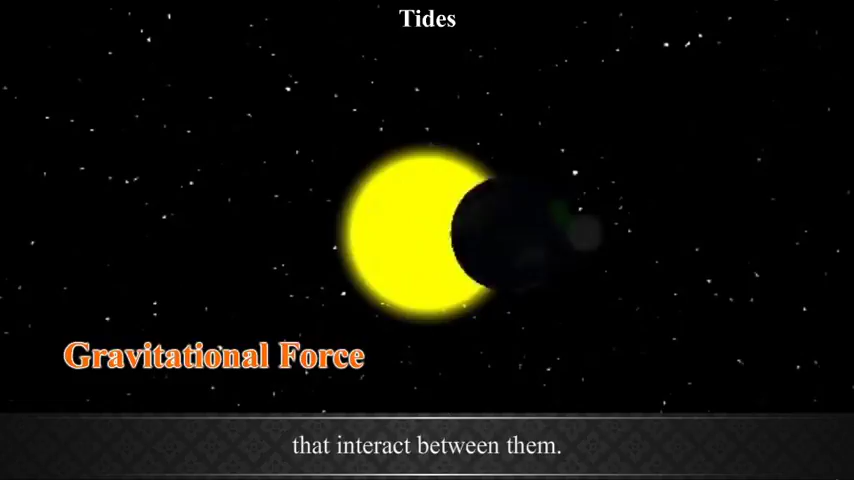 Tides
Gravitational Force
that interact between them.